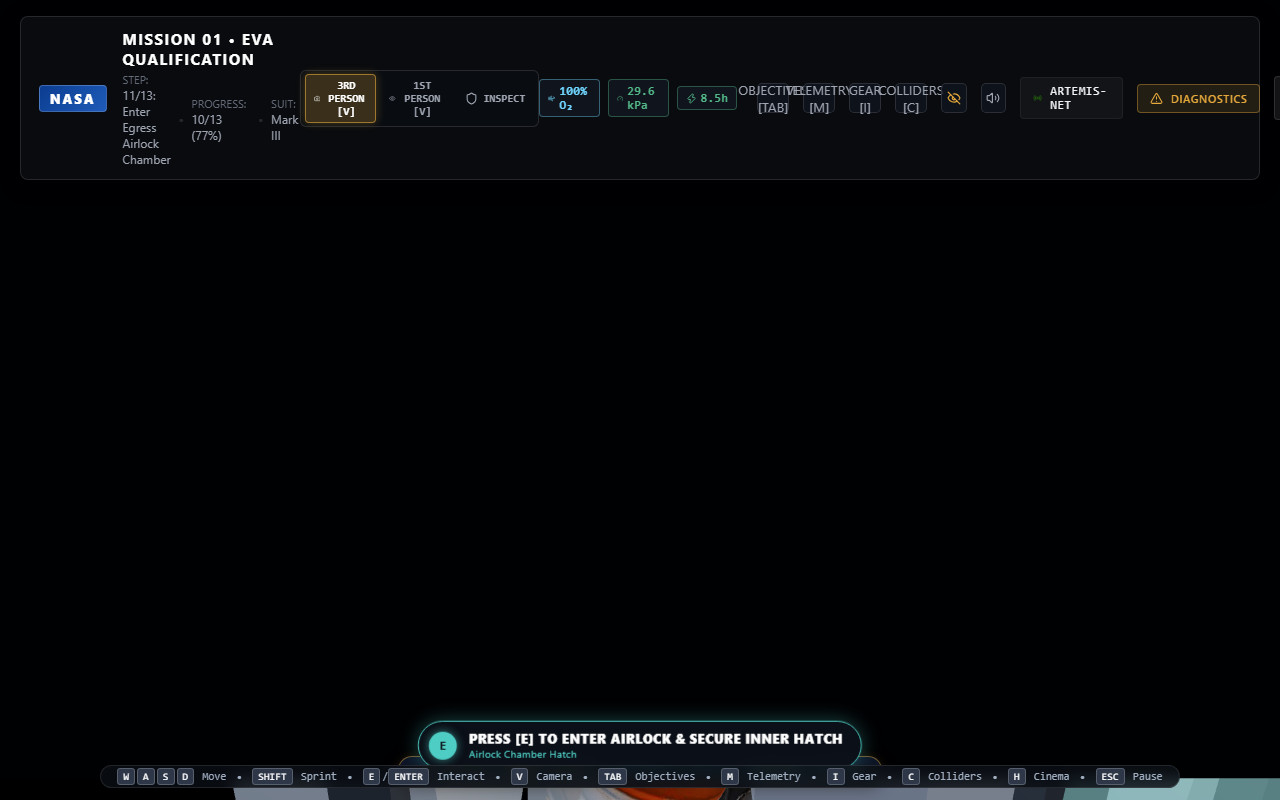 MISSION 01 • EVA
QUALIFICATION
NASA
STEP:
11/13:
Enter
Egress
Airlock
Chamber
•
PROGRESS:
10/13
(77%)
•
SUIT:
Mark
III
3RD
PERSON
[V]
1ST
PERSON
[V]
INSPECT
100%
O₂
29.6
kPa
8.5h
OBJECTIVE
[TAB]
TELEMETRY
[M]
GEAR
[I]
COLLIDERS
[C]
ARTEMIS-
NET
DIAGNOSTICS
E PRESS [E] TO ENTER AIRLOCK & SECURE INNER HATCH
Airlock Chamber Hatch
W A S D Move • SHIFT Sprint • E / ENTER Interact • V Camera • TAB Objectives • M Telemetry • I Gear • C Colliders • H Cinema • ESC Pause